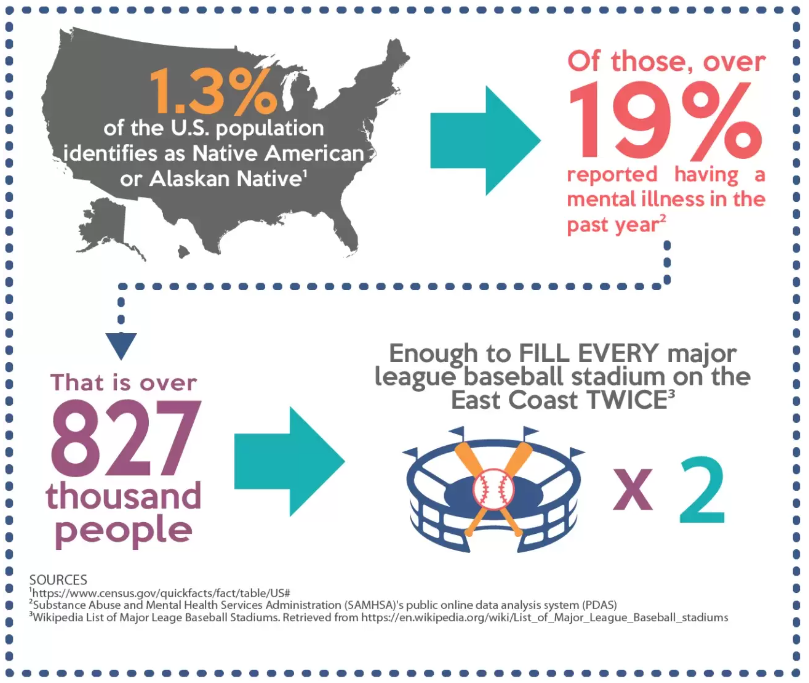 1.3%
of the U.S. population
identifies as Native American
or Alaskan Native¹
Of those, over
19%
reported having a
mental illness in the
past year²
That is over
827
thousand
people
Enough to FILL EVERY major
league baseball stadium on the
East Coast TWICE³
x 2
SOURCES
¹https://www.census.gov/quickfacts/fact/table/US#
²Substance Abuse and Mental Health Services Administration (SAMHSA)'s public online data analysis system (PDAS)
³Wikipedia List of Major Leage Baseball Stadiums. Retrieved from https://en.wikipedia.org/wiki/List_of_Major_League_Baseball_stadiums